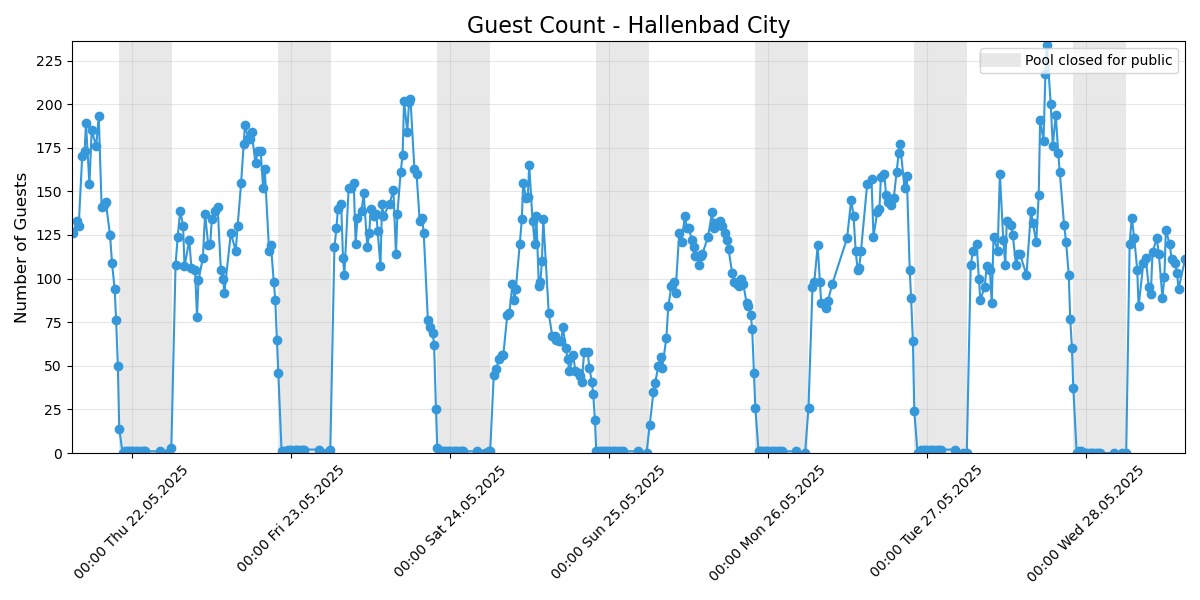 Guest Count - Hallenbad City
Pool closed for public
Number of Guests
225
200
175
150
125
100
75
50
25
0
00:00 Thu 22.05.2025
00:00 Fri 23.05.2025
00:00 Sat 24.05.2025
00:00 Sun 25.05.2025
00:00 Mon 26.05.2025
00:00 Tue 27.05.2025
00:00 Wed 28.05.2025